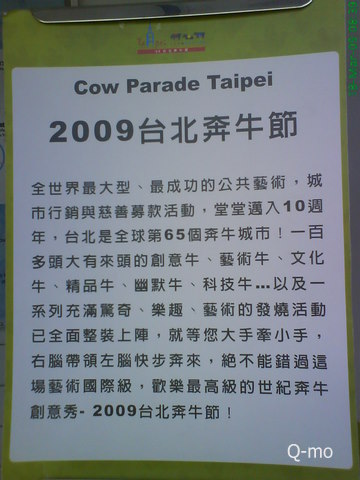 Cow Parade Taipei
2009台北奔牛節
全世界最大型、最成功的公共藝術，城
市行銷與慈善募款活動，堂堂邁入10週
年，台北是全球第65個奔牛城市！一百
多頭大有來頭的創意牛、藝術牛、文化
牛、精品牛、幽默牛、科技牛...以及一
系列充滿驚奇、樂趣、藝術的發燒活動
已全面整裝上陣，就等您大手牽小手，
右腦帶領左腦快步奔來，絕不能錯過這
場藝術國際級，歡樂最高級的世紀奔牛
創意秀- 2009台北奔牛節！
Q-mo